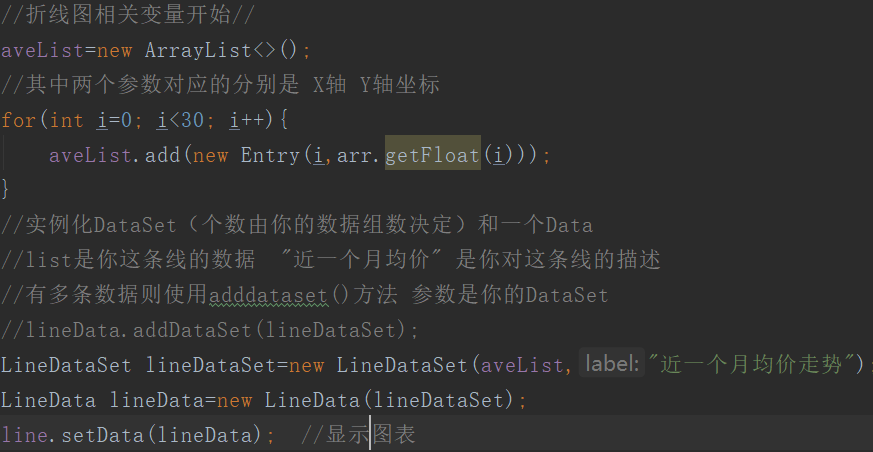 //折线图相关变量开始//
aveList=new ArrayList<>();
//其中两个参数对应的分别是 X轴 Y轴坐标
for(int i=0; i<30; i++){
    aveList.add(new Entry(i,arr.getFloat(i)));
}
//实例化DataSet（个数由你的数据组数决定）和一个Data
//list是你这条线的数据  "近一个月均价" 是你对这条线的描述
//有多条数据则使用adddataset()方法 参数是你的DataSet
//lineData.addDataSet(lineDataSet);
LineDataSet lineDataSet=new LineDataSet(aveList, label: "近一个月均价走势");
LineData lineData=new LineData(lineDataSet);
line.setData(lineData);  //显示图表